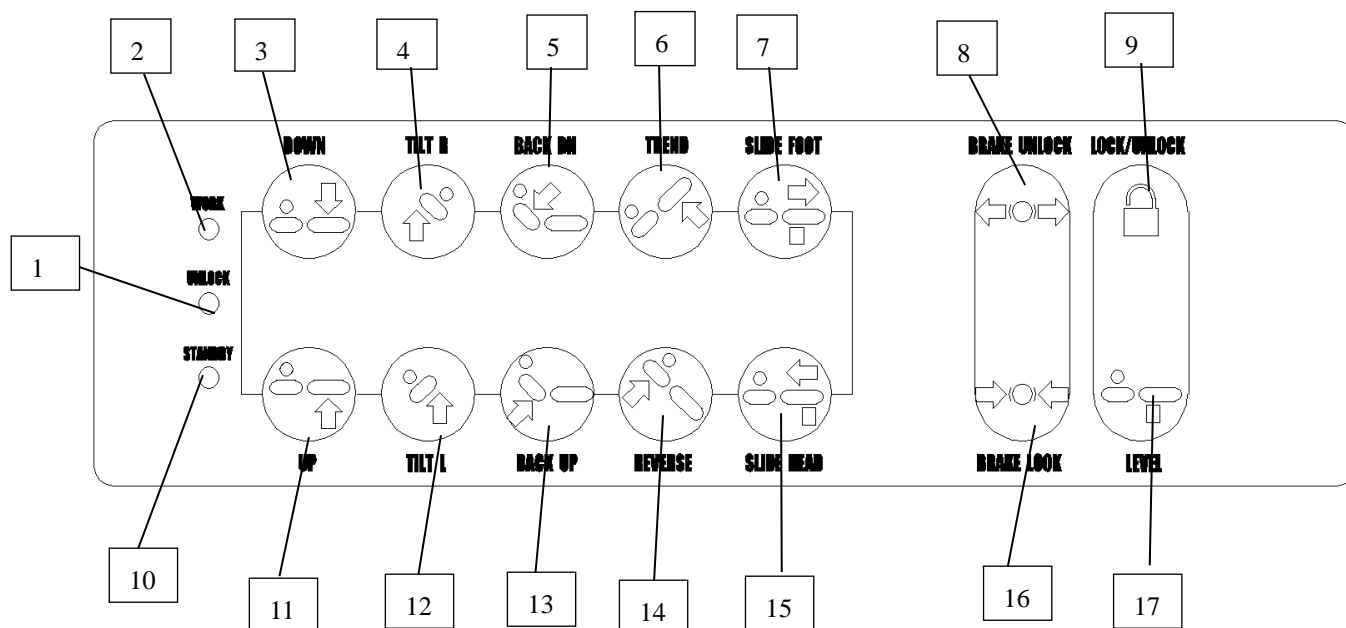 2 3 4 5 6 7 8 9
DOWN TILT R BACK DN TREND SLIDE FOOT BRAKE UNLOCK LOCK/UNLOCK
WORK
1
UNLOCK
STANDBY
UP TILT L BACK UP REVERSE SLIDE HEAD BRAKE LOOK LEVEL
10 11 12 13 14 15 16 17